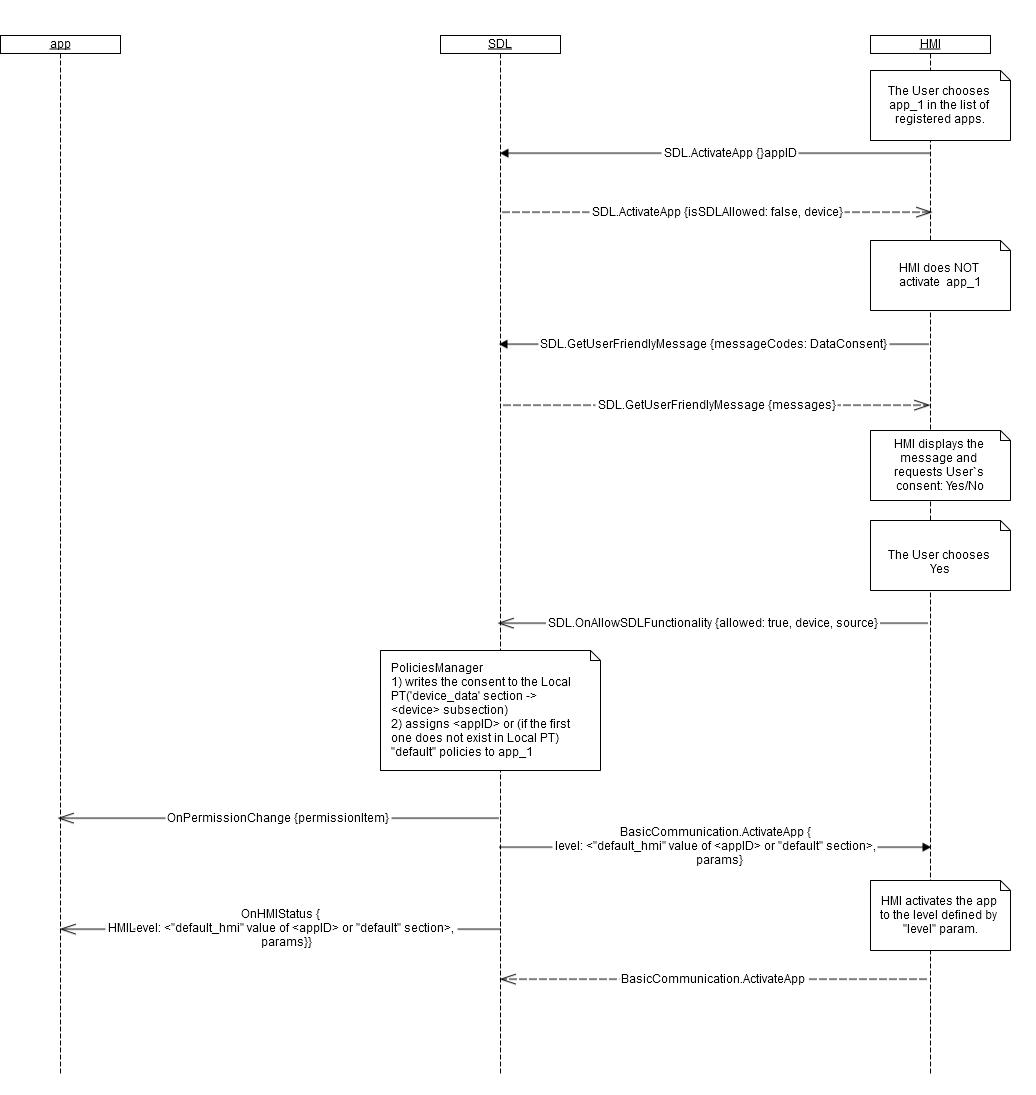 app
SDL
HMI
The User chooses
app_1 in the list of
registered apps.
SDL.ActivateApp {}appID
SDL.ActivateApp {isSDLAllowed: false, device}
HMI does NOT
activate  app_1
SDL.GetUserFriendlyMessage {messageCodes: DataConsent}
SDL.GetUserFriendlyMessage {messages}
HMI displays the
message and
requests User`s
consent: Yes/No
The User chooses
Yes
SDL.OnAllowSDLFunctionality {allowed: true, device, source}
PoliciesManager
1) writes the consent to the Local
PT('device_data' section ->
<device> subsection)
2) assigns <appID> or (if the first
one does not exist in Local PT)
"default" policies to app_1
OnPermissionChange {permissionItem}
BasicCommunication.ActivateApp {
level: <"default_hmi" value of <appID> or "default" section>,
params}
HMI activates the app
to the level defined by
"level" param.
OnHMIStatus {
HMILevel: <"default_hmi" value of <appID> or "default" section>,
params}}
BasicCommunication.ActivateApp